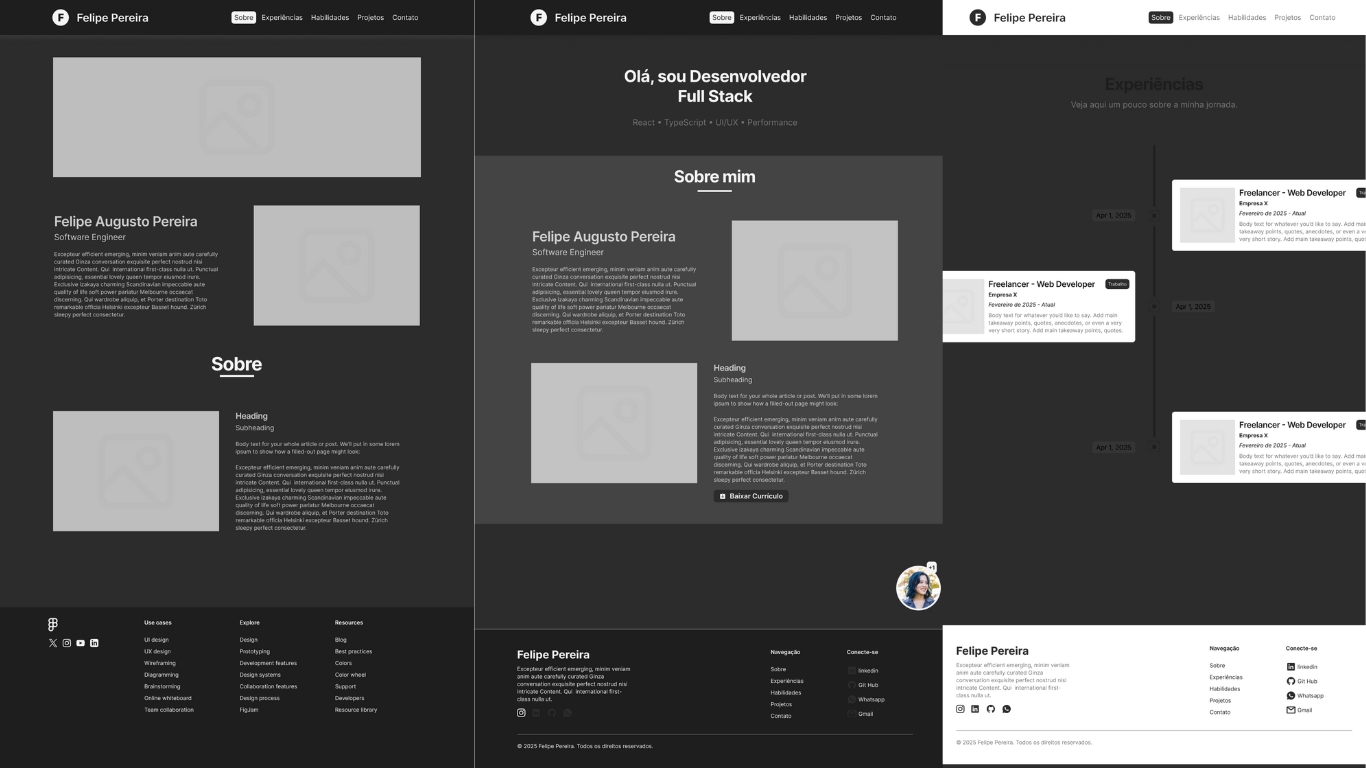 F Felipe Pereira
Sobre Experiências Habilidades Projetos Contato
Felipe Augusto Pereira
Software Engineer
Excepteur efficient emerging, minim veniam anim aute carefully
curated Ginza conversation exquisite perfect nostrud nisi
intricate Content. Qui international first-class nulla ut. Punctual
adipisicing, essential lovely queen tempor eiusmod irure.
Exclusive izakaya charming Scandinavian impeccable aute
quality of life soft power pariatur Melbourne occaecat
discerning. Qui wardrobe aliquip, et Porter destination Toto
remarkable officia Helsinki excepteur Basset hound. Zürich
sleepy perfect consectetur.
Sobre
Heading
Subheading
Body text for your whole article or post. We'll put in some lorem
ipsum to show how a filled-out page might look:
Excepteur efficient emerging, minim veniam anim aute carefully
curated Ginza conversation exquisite perfect nostrud nisi
intricate Content. Qui international first-class nulla ut. Punctual
adipisicing, essential lovely queen tempor eiusmod irure.
Exclusive izakaya charming Scandinavian impeccable aute
quality of life soft power pariatur Melbourne occaecat
discerning. Qui wardrobe aliquip, et Porter destination Toto
remarkable officia Helsinki excepteur Basset hound. Zürich
sleepy perfect consectetur.
Use cases
UI design
UX design
Wireframing
Diagramming
Brainstorming
Online whiteboard
Team collaboration
Explore
Design
Prototyping
Development features
Design systems
Collaboration features
Design process
FigJam
Resources
Blog
Best practices
Colors
Color wheel
Support
Developers
Resource library
F Felipe Pereira
Sobre Experiências Habilidades Projetos Contato
Olá, sou Desenvolvedor
Full Stack
React • TypeScript • UI/UX • Performance
Sobre mim
Felipe Augusto Pereira
Software Engineer
Excepteur efficient emerging, minim veniam anim aute carefully
curated Ginza conversation exquisite perfect nostrud nisi
intricate Content. Qui international first-class nulla ut. Punctual
adipisicing, essential lovely queen tempor eiusmod irure.
Exclusive izakaya charming Scandinavian impeccable aute
quality of life soft power pariatur Melbourne occaecat
discerning. Qui wardrobe aliquip, et Porter destination Toto
remarkable officia Helsinki excepteur Basset hound. Zürich
sleepy perfect consectetur.
Heading
Subheading
Body text for your whole article or post. We'll put in some lorem
ipsum to show how a filled-out page might look:
Excepteur efficient emerging, minim veniam anim aute carefully
curated Ginza conversation exquisite perfect nostrud nisi
intricate Content. Qui international first-class nulla ut. Punctual
adipisicing, essential lovely queen tempor eiusmod irure.
Exclusive izakaya charming Scandinavian impeccable aute
quality of life soft power pariatur Melbourne occaecat
discerning. Qui wardrobe aliquip, et Porter destination Toto
remarkable officia Helsinki excepteur Basset hound. Zürich
sleepy perfect consectetur.
Baixar Currículo
+1
Felipe Pereira
Excepteur efficient emerging, minim veniam
anim aute carefully curated Ginza
conversation exquisite perfect nostrud nisi
intricate Content. Qui international first-
class nulla ut.
Navegação
Sobre
Experiências
Habilidades
Projetos
Contato
Conecte-se
linkedin
Git Hub
Whatsapp
Gmail
© 2025 Felipe Pereira. Todos os direitos reservados.
F Felipe Pereira
Sobre Experiências Habilidades Projetos Contato
Experiências
Veja aqui um pouco sobre a minha jornada.
Apr 1, 2025
Freelancer - Web Developer
Empresa X
Fevereiro de 2025 - Atual
Body text for whatever you'd like to say. Add main
takeaway points, quotes, anecdotes, or even a v
very short story. Add main takeaway points, quo
Freelancer - Web Developer Trabalho
Empresa X
Fevereiro de 2025 - Atual
Body text for whatever you'd like to say. Add main
takeaway points, quotes, anecdotes, or even a very
very short story. Add main takeaway points, quotes.
Apr 1, 2025
Apr 1, 2025
Freelancer - Web Developer
Empresa X
Fevereiro de 2025 - Atual
Body text for whatever you'd like to say. Add main
takeaway points, quotes, anecdotes, or even a v
very short story. Add main takeaway points, quo
Felipe Pereira
Excepteur efficient emerging, minim veniam
anim aute carefully curated Ginza
conversation exquisite perfect nostrud nisi
intricate Content. Qui international first-
class nulla ut.
Navegação
Sobre
Experiências
Habilidades
Projetos
Contato
Conecte-se
linkedin
Git Hub
Whatsapp
Gmail
© 2025 Felipe Pereira. Todos os direitos reservados.